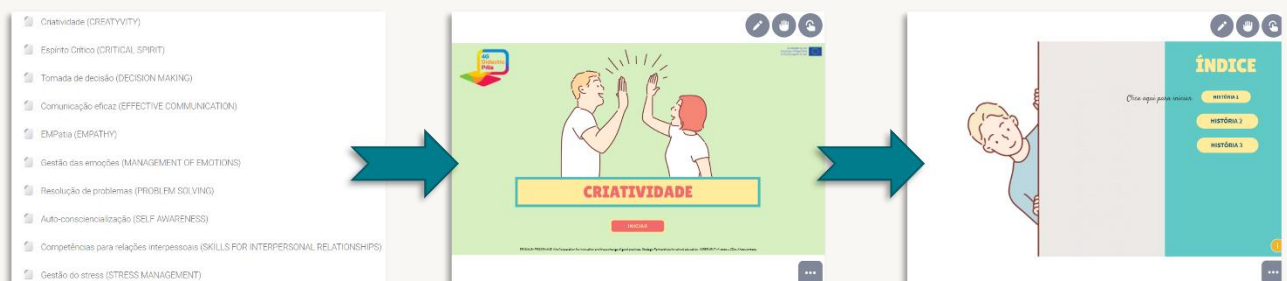 Criatividade (CREATYVITY)
Espírito Crítico (CRITICAL SPIRIT)
Tomada de decisão (DECISION MAKING)
Comunicação eficaz (EFFECTIVE COMMUNICATION)
EMPatia (EMPATHY)
Gestão das emoções (MANAGEMENT OF EMOTIONS)
Resolução de problemas (PROBLEM SOLVING)
Auto-consciencialização (SELF AWARENESS)
Competências para relações interpessoais (SKILLS FOR INTERPERSONAL RELATIONSHIPS)
Gestão do stress (STRESS MANAGEMENT)
4G
Didactic
Pills
CRIATIVIDADE
INICIAR
ÍNDICE
Clica aqui para iniciar
HISTÓRIA 1
HISTÓRIA 2
HISTÓRIA 3